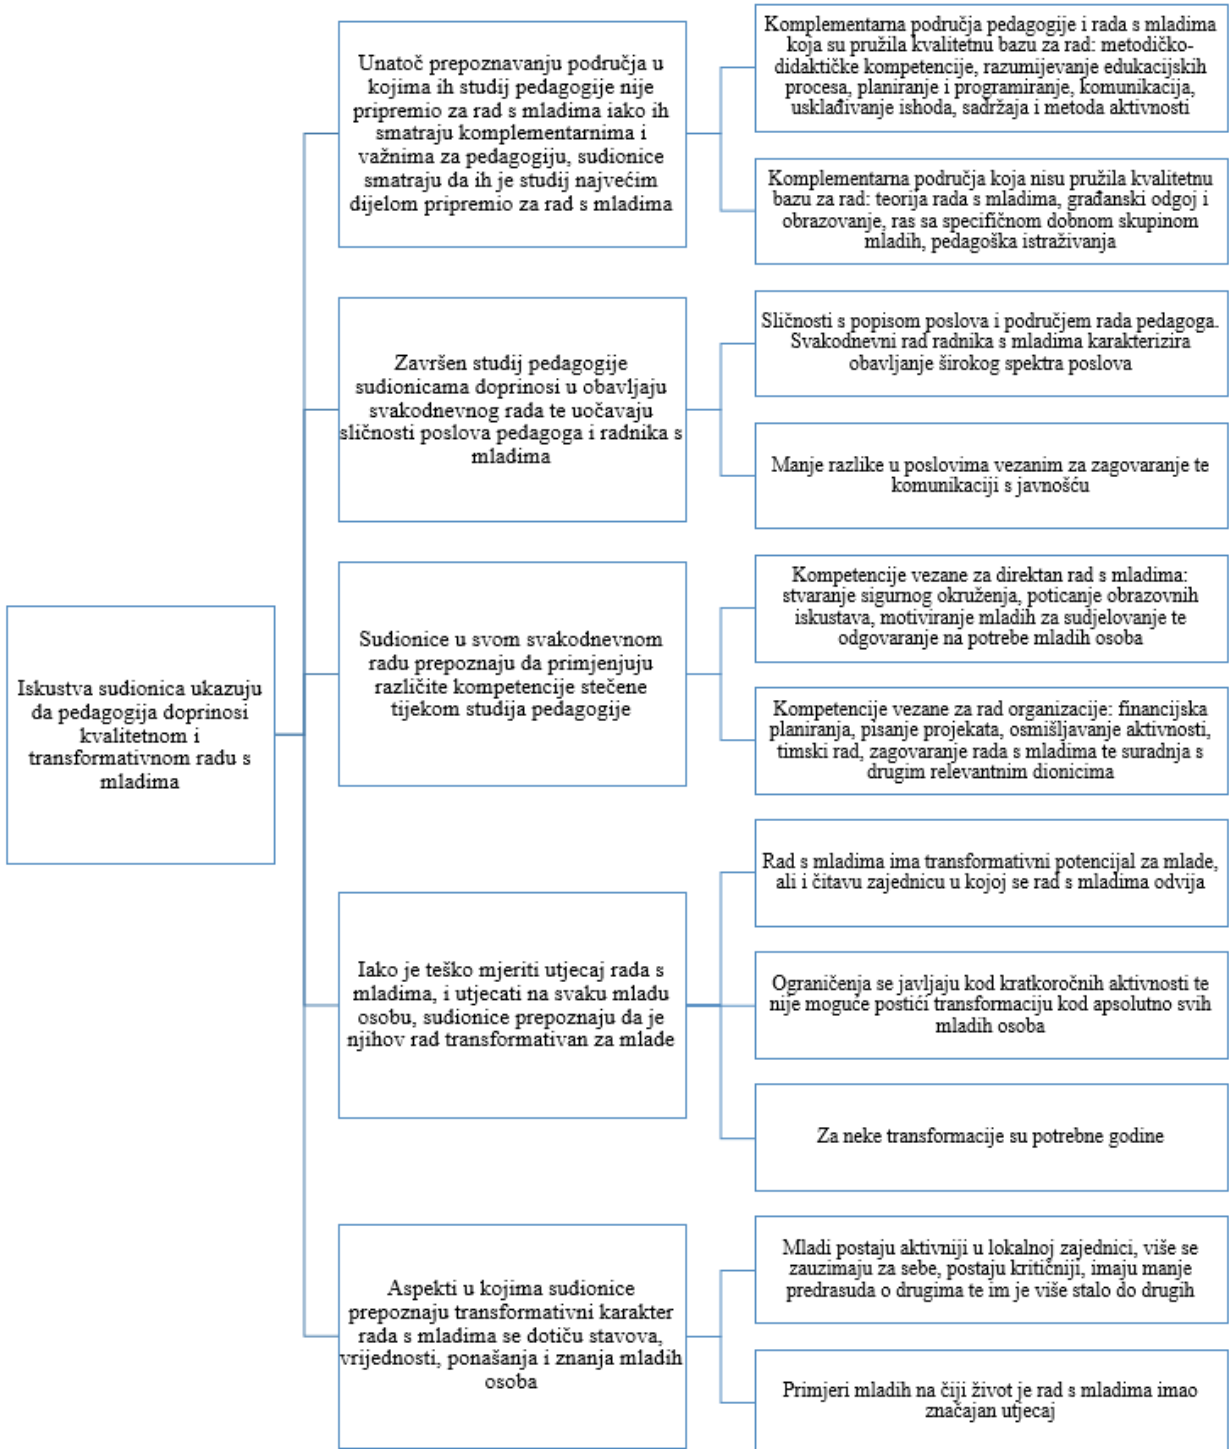 Iskustva sudionica ukazuju
da pedagogija doprinosi
kvalitetnom i
transformativnom radu s
mladima
Unatoč prepoznavanju područja u
kojima ih studij pedagogije nije
pripremio za rad s mladima iako ih
smatraju komplementarnima i
važnima za pedagogiju, sudionice
smatraju da ih je studij najvećim
dijelom pripremio za rad s mladima
Komplementarna područja pedagogije i rada s mladima
koja su pružila kvalitetnu bazu za rad: metodičko-
didaktičke kompetencije, razumijevanje edukacijskih
procesa, planiranje i programiranje, komunikacija,
usklađivanje ishoda, sadržaja i metoda aktivnosti
Komplementarna područja koja nisu pružila kvalitetnu
bazu za rad: teorija rada s mladima, građanski odgoj i
obrazovanje, ras sa specifičnom dobnom skupinom
mladih, pedagoška istraživanja
Završen studij pedagogije
sudionicama doprinosi u obavljaju
svakodnevnog rada te uočavaju
sličnosti poslova pedagoga i radnika s
mladima
Sličnosti s popisom poslova i područjem rada pedagoga.
Svakodnevni rad radnika s mladima karakterizira
obavljanje širokog spektra poslova
Manje razlike u poslovima vezanim za zagovaranje te
komunikaciji s javnošću
Sudionice u svom svakodnevnom
radu prepoznaju da primjenjuju
različite kompetencije stečene
tijekom studija pedagogije
Kompetencije vezane za direktan rad s mladima:
stvaranje sigurnog okruženja, poticanje obrazovnih
iskustava, motiviranje mladih za sudjelovanje te
odgovaranje na potrebe mladih osoba
Kompetencije vezane za rad organizacije: financijska
planiranja, pisanje projekata, osmišljavanje aktivnosti,
timski rad, zagovaranje rada s mladima te suradnja s
drugim relevantnim dionicima
Iako je teško mjeriti utjecaj rada s
mladima, i utjecati na svaku mladu
osobu, sudionice prepoznaju da je
njihov rad transformativan za mlade
Rad s mladima ima transformativni potencijal za mlade,
ali i čitavu zajednicu u kojoj se rad s mladima odvija
Ograničenja se javljaju kod kratkoročnih aktivnosti te
nije moguće postići transformaciju kod apsolutno svih
mladih osoba
Za neke transformacije su potrebne godine
Aspekti u kojima sudionice
prepoznaju transformativni karakter
rada s mladima se dotiču stavova,
vrijednosti, ponašanja i znanja mladih
osoba
Mladi postaju aktivniji u lokalnoj zajednici, više se
zauzimaju za sebe, postaju kritičniji, imaju manje
predrasuda o drugima te im je više stalo do drugih
Primjeri mladih na čiji život je rad s mladima imao
značajan utjecaj